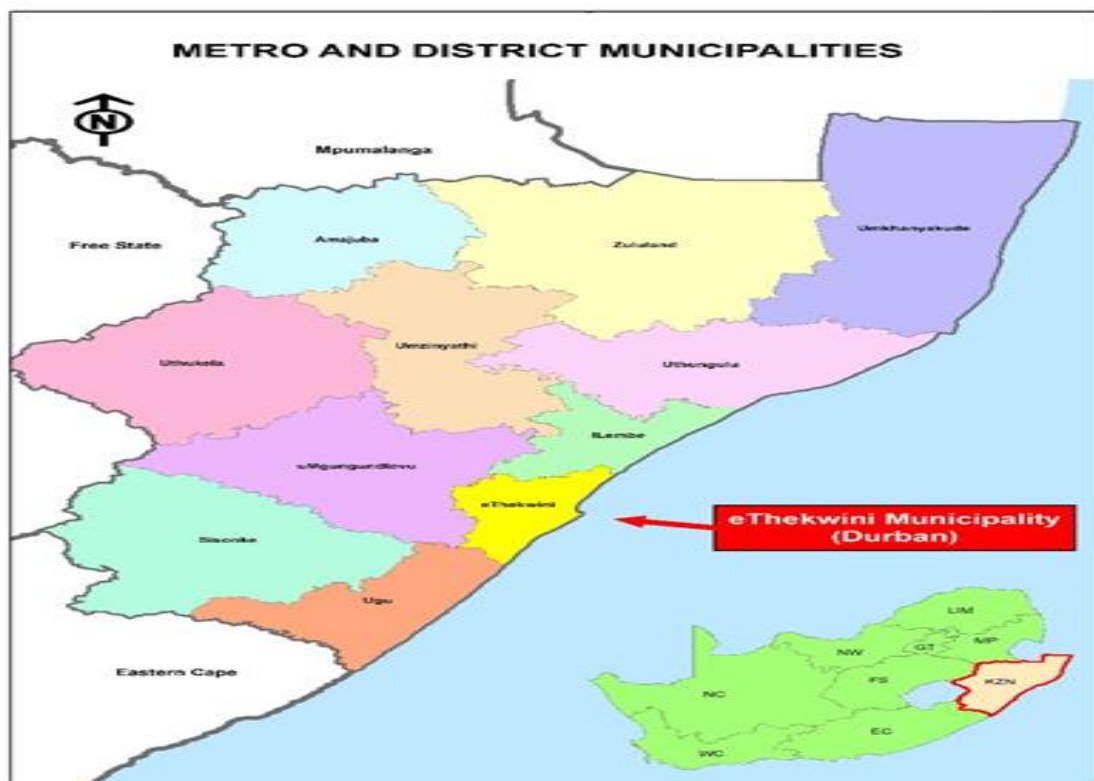 METRO AND DISTRICT MUNICIPALITIES
N
Mpumalanga
Free State
Amajuba
Zululand
Umkhanyakude
Uthukela
Umzinyathi
Uthungulu
ILembe
uMgungundlovu
eThekwini
eThekwini Municipality
(Durban)
Sisonke
Ugu
Eastern Cape
LIM
NW
GT
MP
NC
FS
KZN
EC
WC